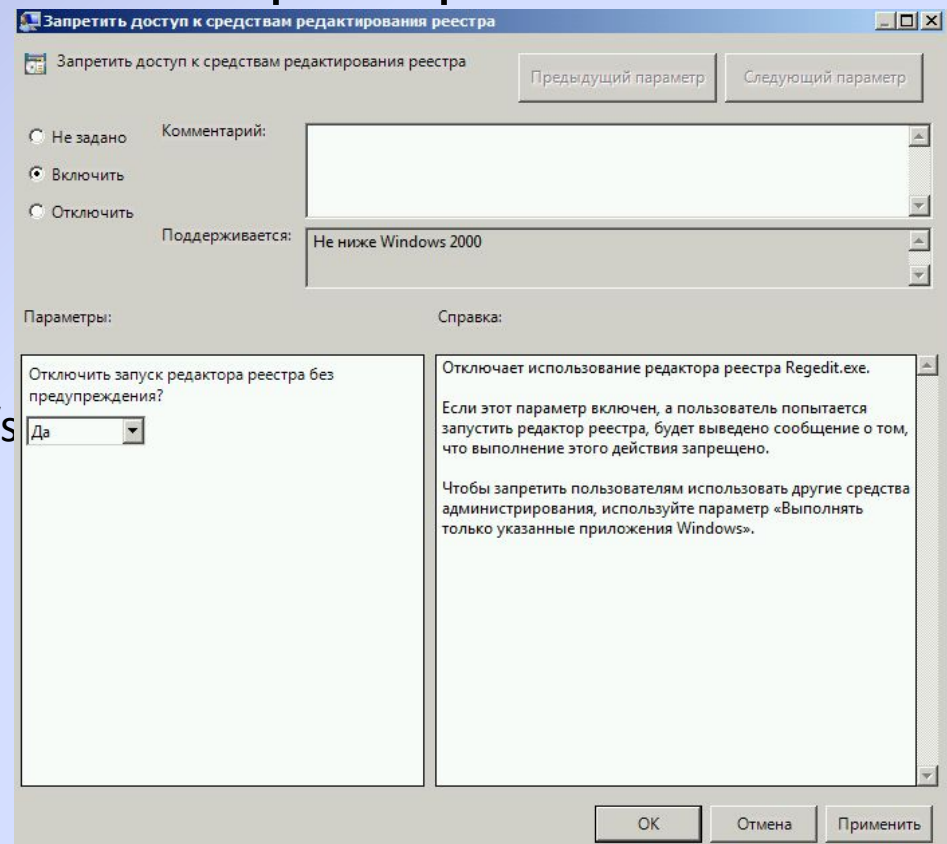 Запретить доступ к средствам редактирования реестра
Запретить доступ к средствам редактирования реестра
Предыдущий параметр
Следующий параметр
Не задано
Включить
Отключить
Комментарий:
Поддерживается:
Не ниже Windows 2000
Параметры:
Справка:
Отключить запуск редактора реестра без
предупреждения?
Да
Отключает использование редактора реестра Regedit.exe.
Если этот параметр включен, а пользователь попытается
запустить редактор реестра, будет выведено сообщение о том,
что выполнение этого действия запрещено.
Чтобы запретить пользователям использовать другие средства
администрирования, используйте параметр «Выполнять
только указанные приложения Windows».
OK
Отмена
Применить